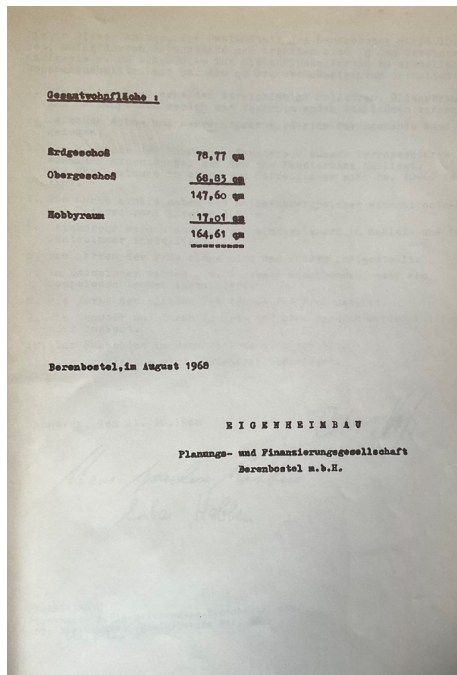 Gesamtwohnfläche :
Erdgeschoß 78,77 qm
Obergeschoß 68,83 qm
147,60 qm
Hobbyraum 17,01 qm
164,61 qm
Berenbostel,im August 1968
E I G E N H E I M B A U
Planungs- und Finanzierungsgesellschaft
Berenbostel m.b.H.